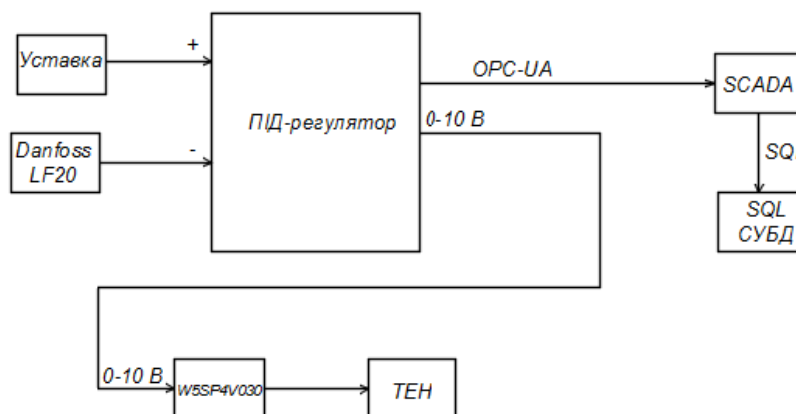 Уставка
+
ПІД-регулятор
OPC-UA
SCADA
0-10 В
Danfoss
LF20
-
SQ
SQL
СУБД
0-10 В
W5SP4V030
ТЕН